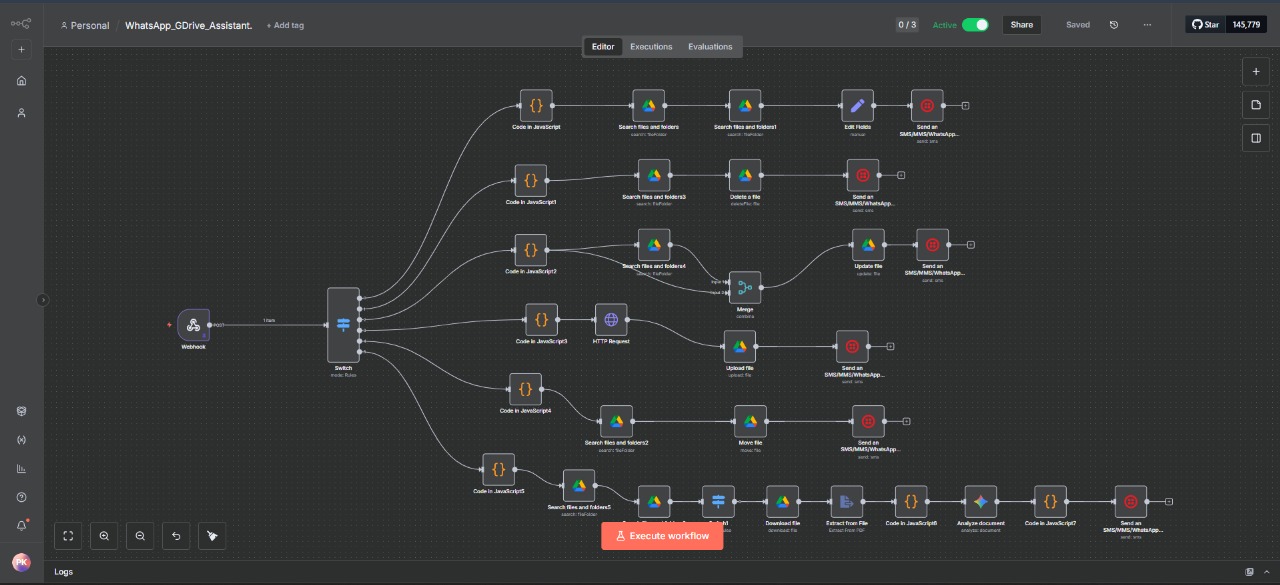 Personal / WhatsApp_GDrive_Assistant. + Add tag
0 / 3
Active
Share
Saved
...
Star 145,779
Editor
Executions
Evaluations
Code in JavaScript
Search files and folders
search: fileFolder
Search files and folders1
search: fileFolder
Edit Fields
manual
Send an
SMS/MMS/WhatsApp...
send: sms
Code in JavaScript1
Search files and folders3
search: fileFolder
Delete a file
deleteFile: file
Send an
SMS/MMS/WhatsApp...
send: sms
Code in JavaScript2
Search files and folders4
search: fileFolder
Merge
combine
Update file
update: file
Send an
SMS/MMS/WhatsApp...
send: sms
Webhook
POST
1 item
Switch
mode: Rules
Code in JavaScript3
HTTP Request
Upload file
upload: file
Send an
SMS/MMS/WhatsApp...
send: sms
Code in JavaScript4
Search files and folders2
search: fileFolder
Move file
move: file
Send an
SMS/MMS/WhatsApp...
send: sms
Code in JavaScript5
Search files and folders5
search: fileFolder
Download file
download: file
Extract from File
Extract From PDF
Code in JavaScript6
Analyze document
analyze: document
Code in JavaScript7
Send an
SMS/MMS/WhatsApp...
send: sms
Execute workflow
PK
Logs